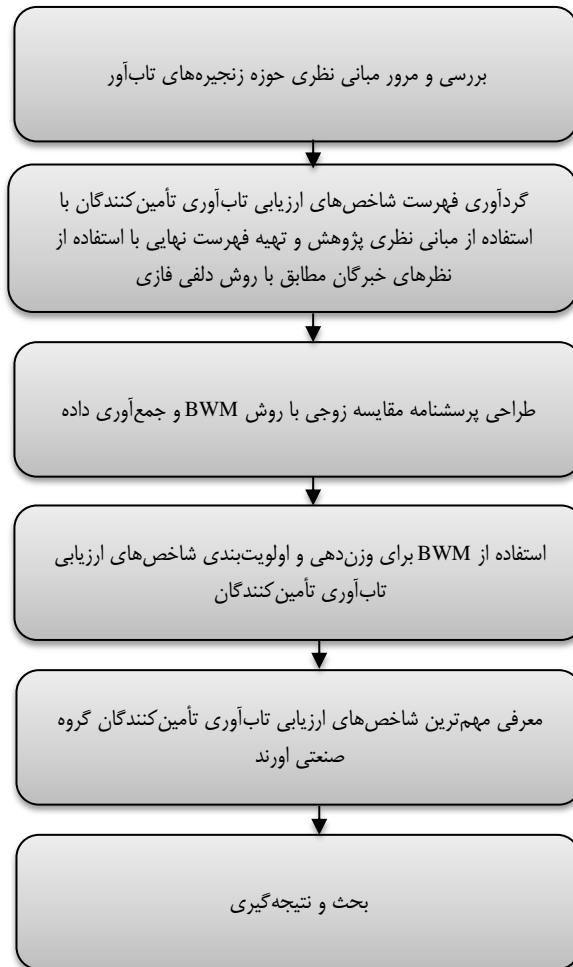 بررسی و مرور مبانی نظری حوزه زنجیره‌های تاب‌آور
گردآوری فهرست شاخص‌های ارزیابی تاب‌آوری تأمین‌کنندگان با
استفاده از مبانی نظری پژوهش و تهیه فهرست نهایی با استفاده از
نظرهای خبرگان مطابق با روش دلفی فازی
طراحی پرسشنامه مقایسه زوجی با روش BWM و جمع‌آوری داده
استفاده از BWM برای وزن‌دهی و اولویت‌بندی شاخص‌های ارزیابی
تاب‌آوری تأمین‌کنندگان
معرفی مهم‌ترین شاخص‌های ارزیابی تاب‌آوری تأمین‌کنندگان گروه
صنعتی اورند
بحث و نتیجه‌گیری